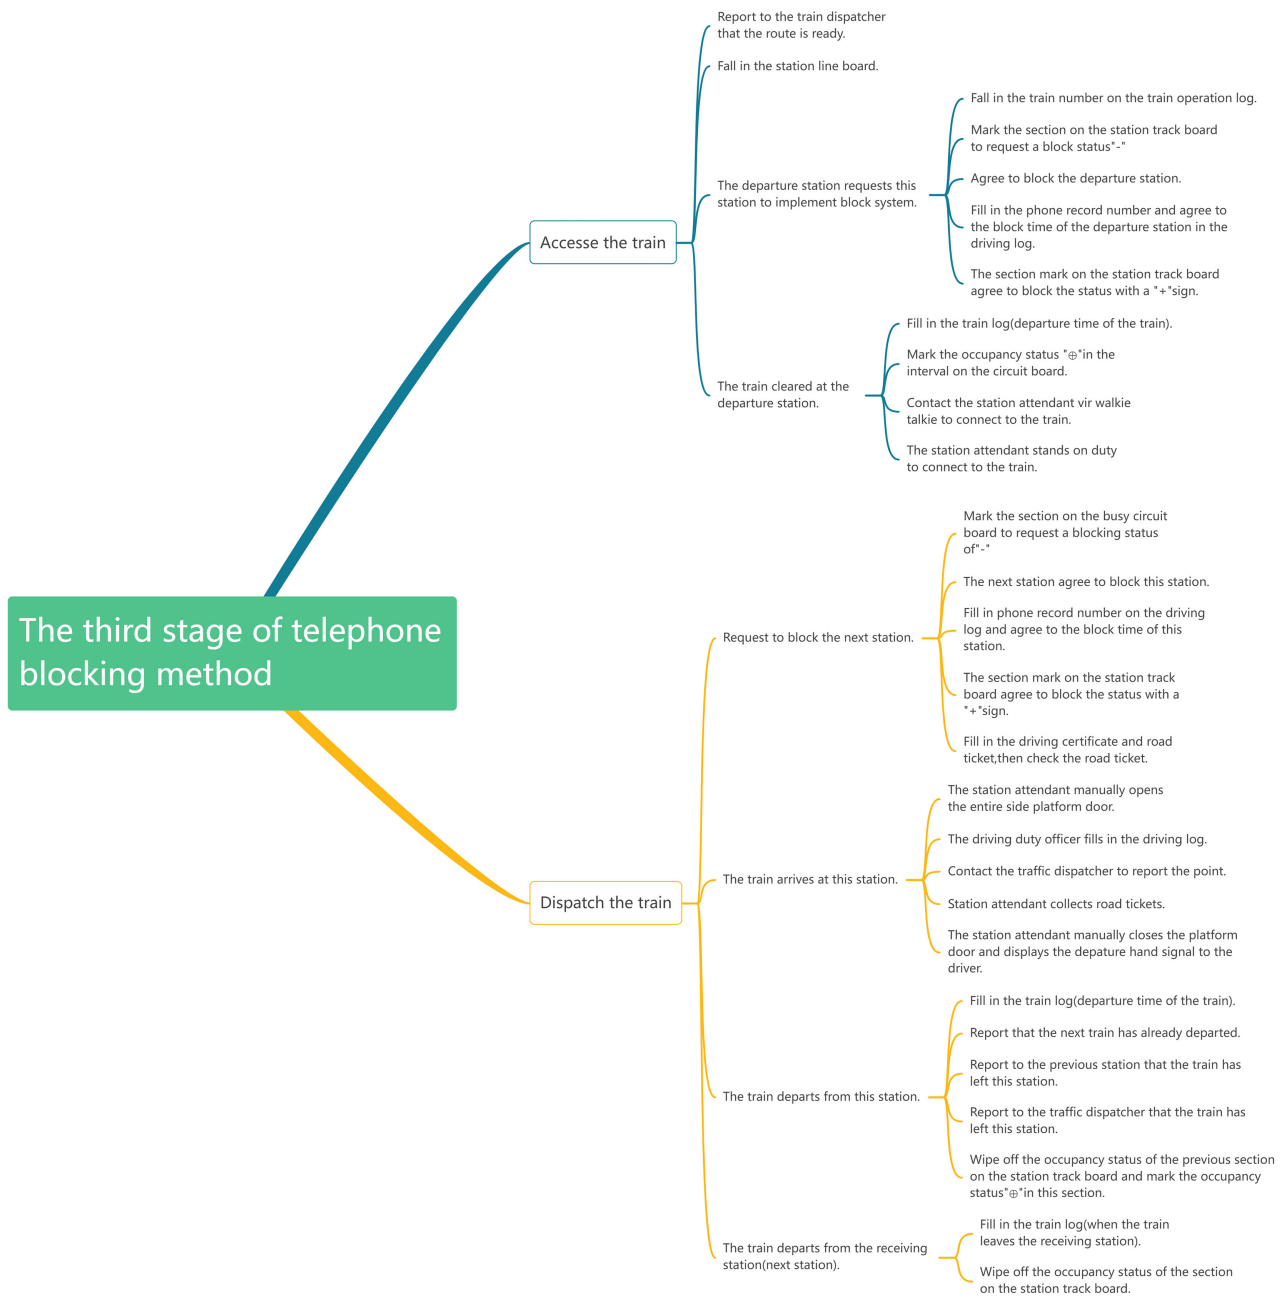 The third stage of telephone
blocking method
Accesse the train
Report to the train dispatcher
that the route is ready.
Fall in the station line board.
The departure station requests this
station to implement block system.
Fall in the train number on the train operation log.
Mark the section on the station track board
to request a block status"-"
Agree to block the departure station.
Fill in the phone record number and agree to
the block time of the departure station in the
driving log.
The section mark on the station track board
agree to block the status with a "+"sign.
The train cleared at the
departure station.
Fill in the train log(departure time of the train).
Mark the occupancy status "⊕"in the
interval on the circuit board.
Contact the station attendant vir walkie
talkie to connect to the train.
The station attendant stands on duty
to connect to the train.
Dispatch the train
Request to block the next station.
Mark the section on the busy circuit
board to request a blocking status
of"-"
The next station agree to block this station.
Fill in phone record number on the driving
log and agree to the block time of this
station.
The section mark on the station track
board agree to block the status with a
"+"sign.
Fill in the driving certificate and road
ticket,then check the road ticket.
The train arrives at this station.
The station attendant manually opens
the entire side platform door.
The driving duty officer fills in the driving log.
Contact the traffic dispatcher to report the point.
Station attendant collects road tickets.
The station attendant manually closes the platform
door and displays the depature hand signal to the
driver.
The train departs from this station.
Fill in the train log(departure time of the train).
Report that the next train has already departed.
Report to the previous station that the train has
left this station.
Report to the traffic dispatcher that the train has
left this station.
Wipe off the occupancy status of the previous section
on the station track board and mark the occupancy
status"⊕"in this section.
The train departs from the receiving
station(next station).
Fill in the train log(when the train
leaves the receiving station).
Wipe off the occupancy status of the section
on the station track board.